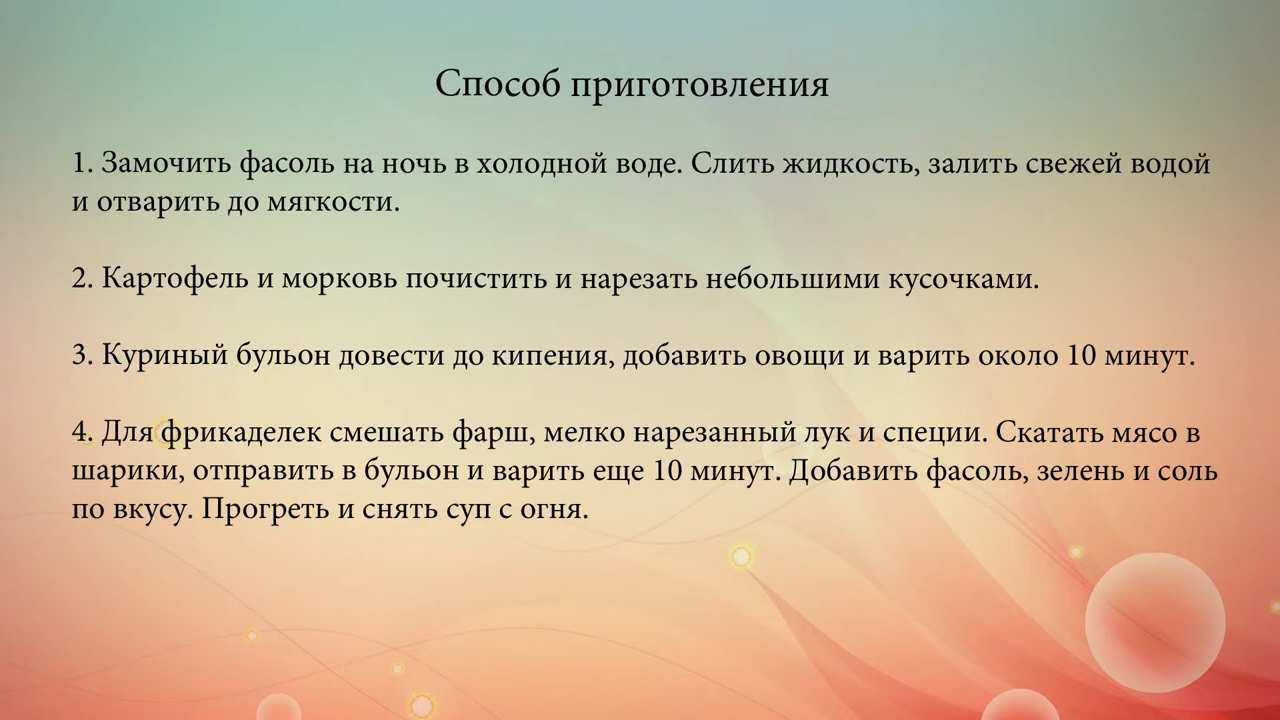 Способ приготовления
1. Замочить фасоль на ночь в холодной воде. Слить жидкость, залить свежей водой
и отварить до мягкости.
2. Картофель и морковь почистить и нарезать небольшими кусочками.
3. Куриный бульон довести до кипения, добавить овощи и варить около 10 минут.
4. Для фрикаделек смешать фарш, мелко нарезанный лук и специи. Скатать мясо в
шарики, отправить в бульон и варить еще 10 минут. Добавить фасоль, зелень и соль
по вкусу. Прогреть и снять суп с огня.